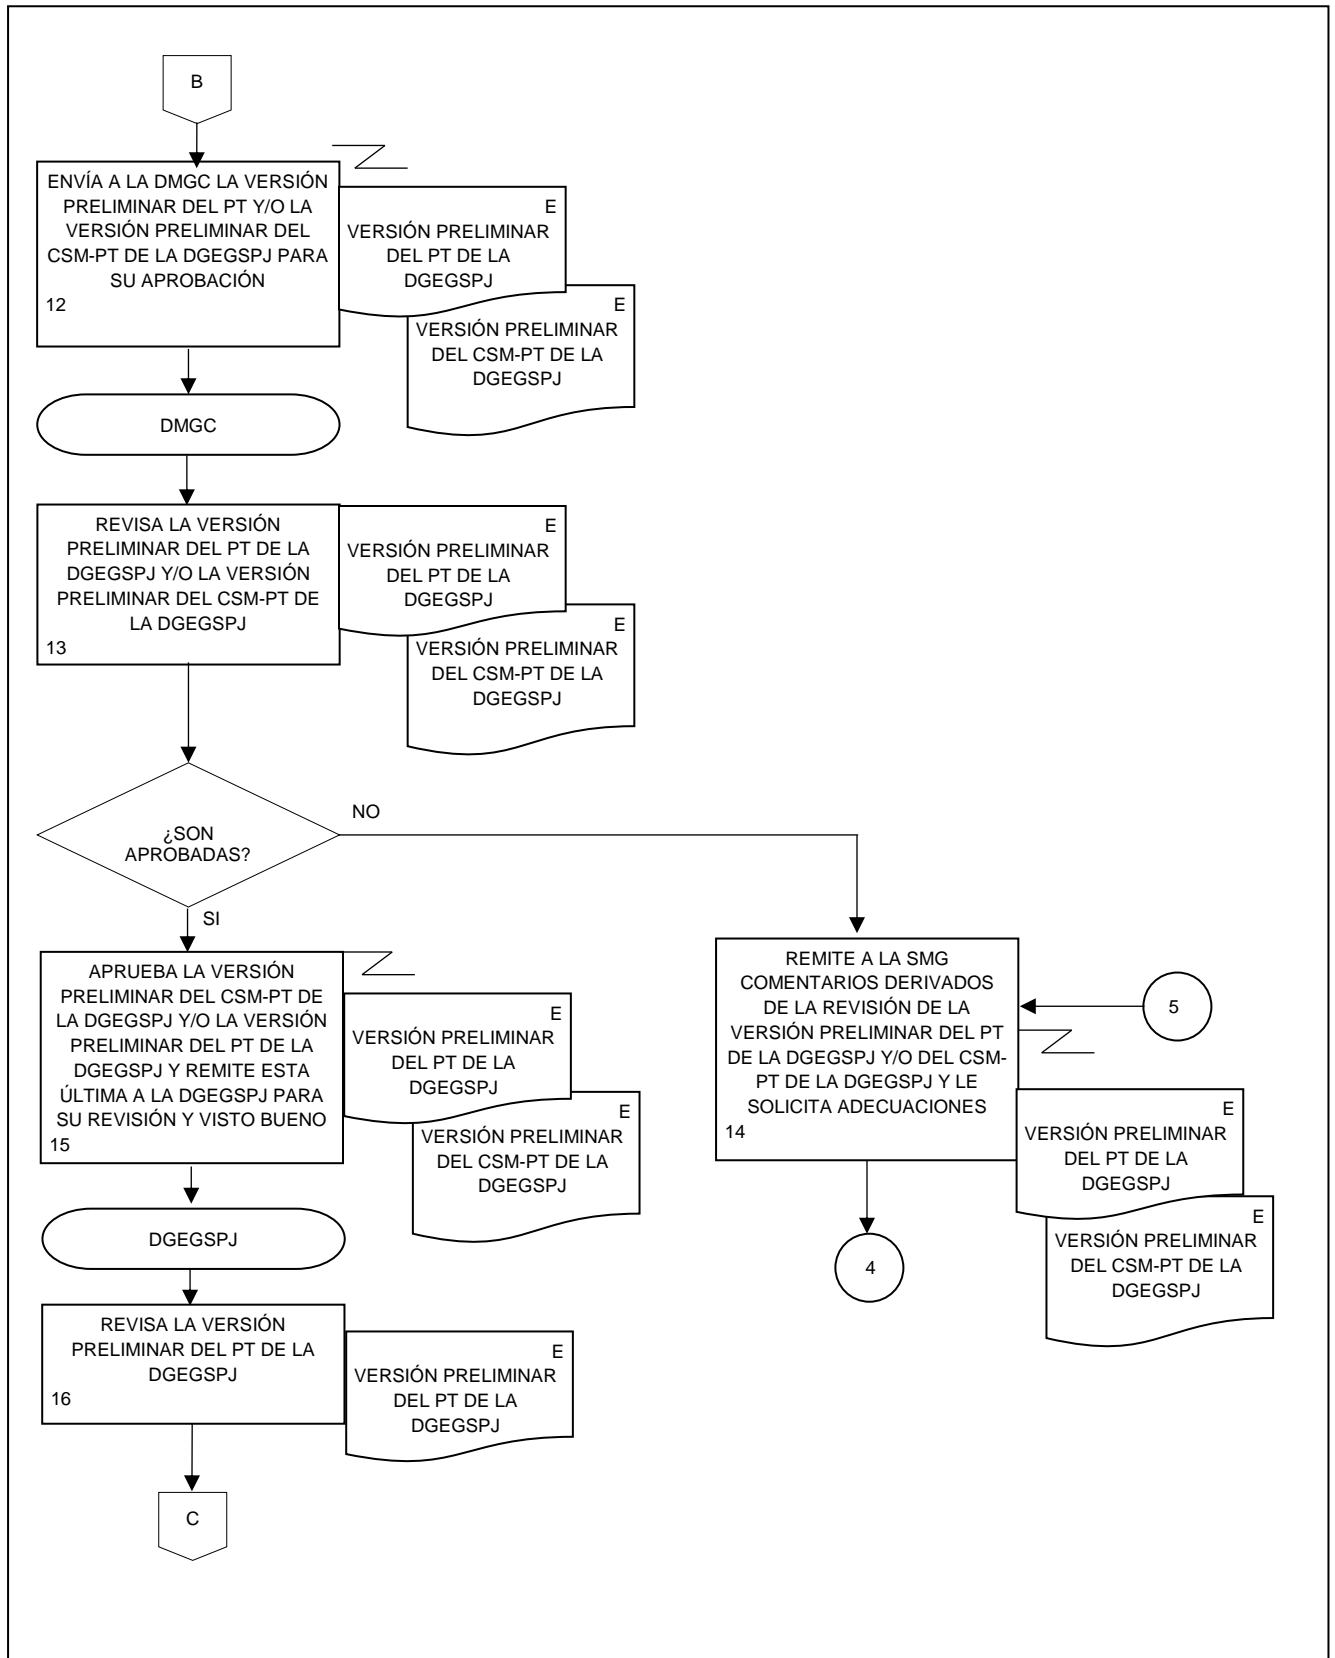 B
ENVÍA A LA DMGC LA VERSIÓN
PRELIMINAR DEL PT Y/O LA
VERSIÓN PRELIMINAR DEL
CSM-PT DE LA DGEGSPJ PARA
SU APROBACIÓN
12
E
VERSIÓN PRELIMINAR
DEL PT DE LA
DGEGSPJ
E
VERSIÓN PRELIMINAR
DEL CSM-PT DE LA
DGEGSPJ
DMGC
REVISA LA VERSIÓN
PRELIMINAR DEL PT DE LA
DGEGSPJ Y/O LA VERSIÓN
PRELIMINAR DEL CSM-PT DE
LA DGEGSPJ
13
E
VERSIÓN PRELIMINAR
DEL PT DE LA
DGEGSPJ
E
VERSIÓN PRELIMINAR
DEL CSM-PT DE LA
DGEGSPJ
¿SON
APROBADAS?
NO
SI
APRUEBA LA VERSIÓN
PRELIMINAR DEL CSM-PT DE
LA DGEGSPJ Y/O LA VERSIÓN
PRELIMINAR DEL PT DE LA
DGEGSPJ Y REMITE ESTA
ÚLTIMA A LA DGEGSPJ PARA
SU REVISIÓN Y VISTO BUENO
15
E
VERSIÓN PRELIMINAR
DEL PT DE LA
DGEGSPJ
E
VERSIÓN PRELIMINAR
DEL CSM-PT DE LA
DGEGSPJ
REMITE A LA SMG
COMENTARIOS DERIVADOS
DE LA REVISIÓN DE LA
VERSIÓN PRELIMINAR DEL PT
DE LA DGEGSPJ Y/O DEL CSM-
PT DE LA DGEGSPJ Y LE
SOLICITA ADECUACIONES
14
5
E
VERSIÓN PRELIMINAR
DEL PT DE LA
DGEGSPJ
E
VERSIÓN PRELIMINAR
DEL CSM-PT DE LA
DGEGSPJ
4
DGEGSPJ
REVISA LA VERSIÓN
PRELIMINAR DEL PT DE LA
DGEGSPJ
16
E
VERSIÓN PRELIMINAR
DEL PT DE LA
DGEGSPJ
C